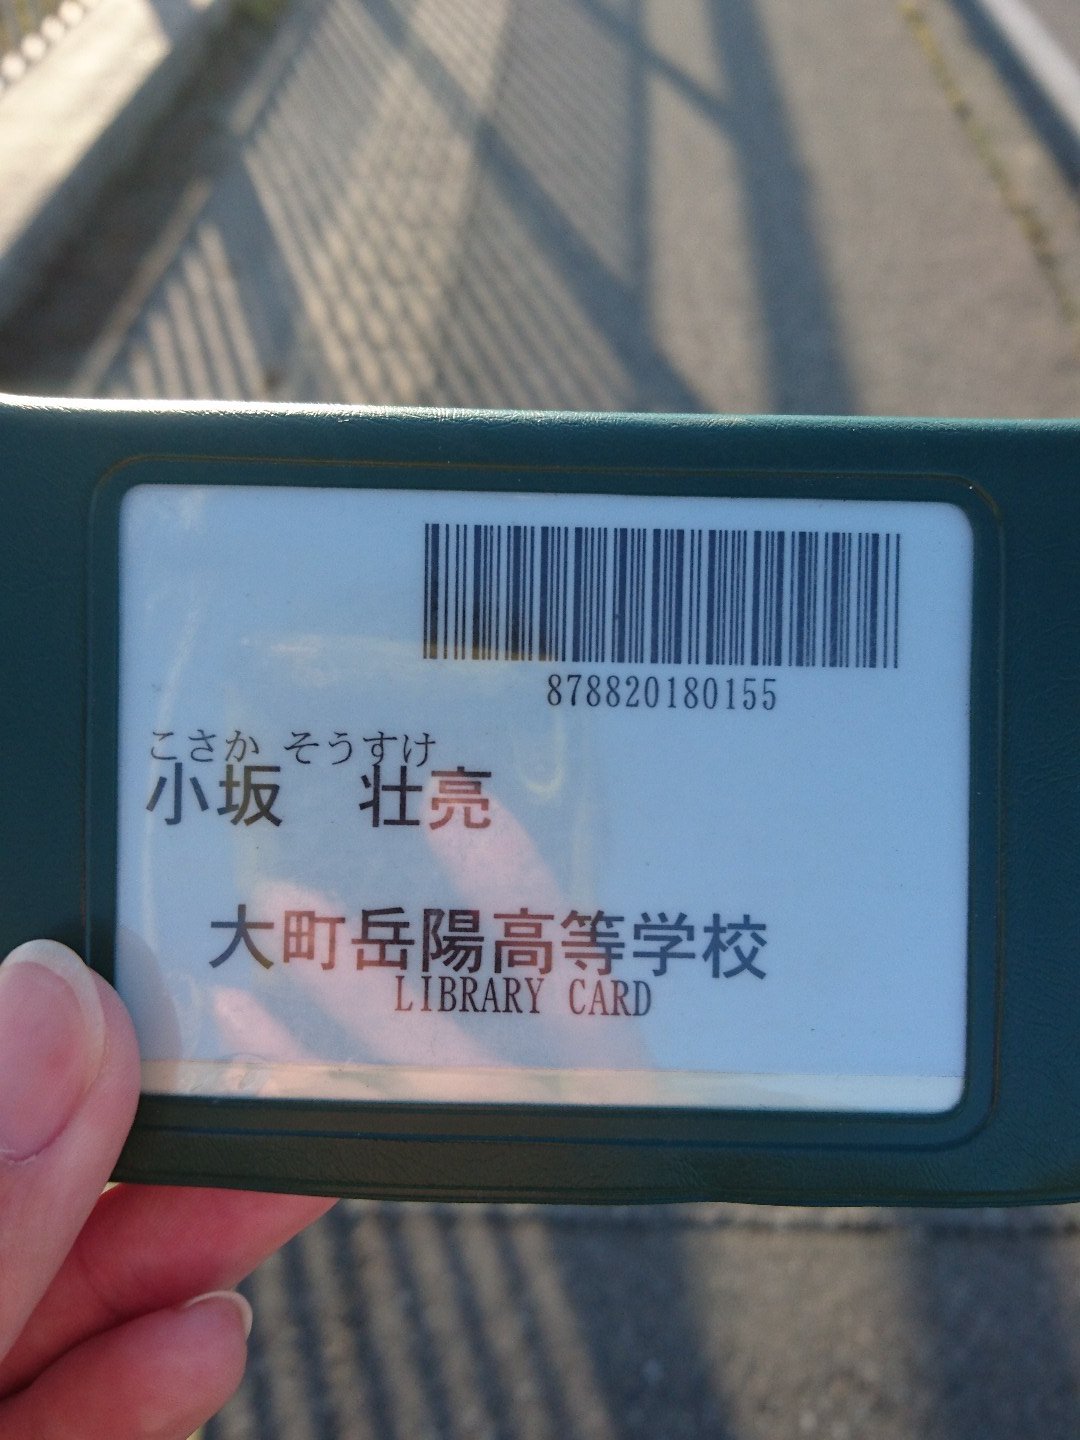 878820180155
こさか そうすけ
小坂 壮亮
大町岳陽高等学校
LIBRARY CARD